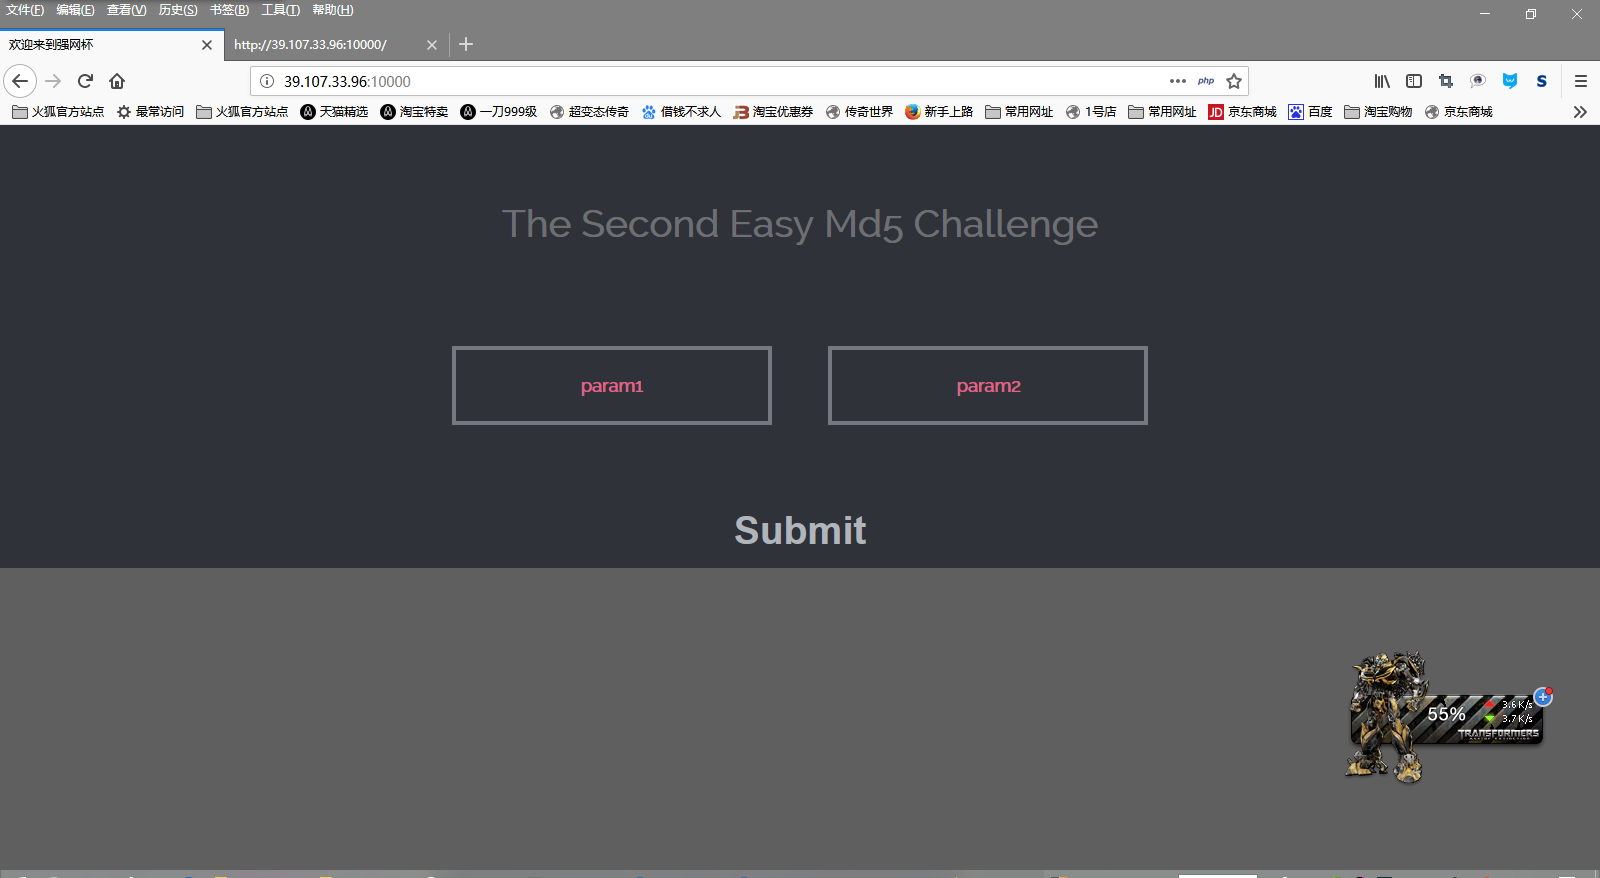 文件(F) 编辑(E) 查看(V) 历史(S) 书签(B) 工具(T) 帮助(H)
欢迎来到强网杯 http://39.107.33.96:10000/
39.107.33.96:10000 php S
火狐官方站点 最常访问 火狐官方站点 天猫精选 淘宝特卖 一刀999级 超变态传奇 借钱不求人 淘宝优惠券 传奇世界 新手上路 常用网址 1号店 常用网址 JD 京东商城 百度 淘宝购物 京东商城
The Second Easy Md5 Challenge
param1 param2
Submit
55% 3.6K/s
3.7K/s
TRANSFORMERS